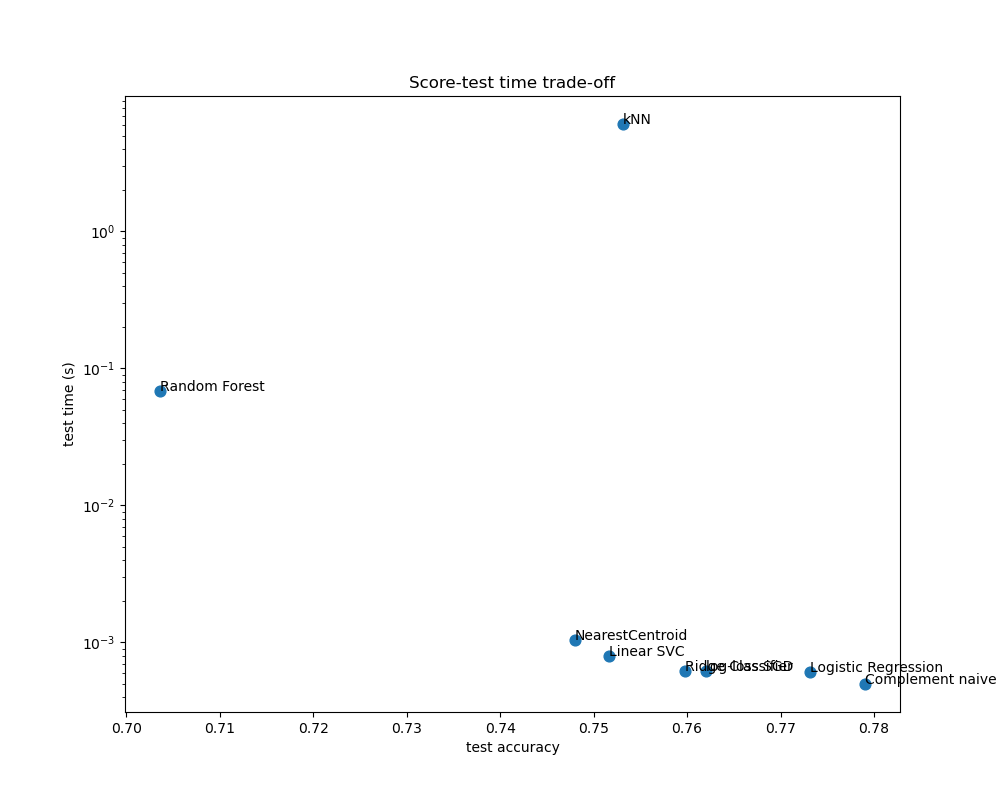 Score-test time trade-off
kNN
10⁰
10⁻¹
Random Forest
test time (s)
10⁻²
10⁻³
NearestCentroid
Linear SVC
Ridge Classifier
log-loss SGD
Logistic Regression
Complement naive
0.70 0.71 0.72 0.73 0.74 0.75 0.76 0.77 0.78
test accuracy